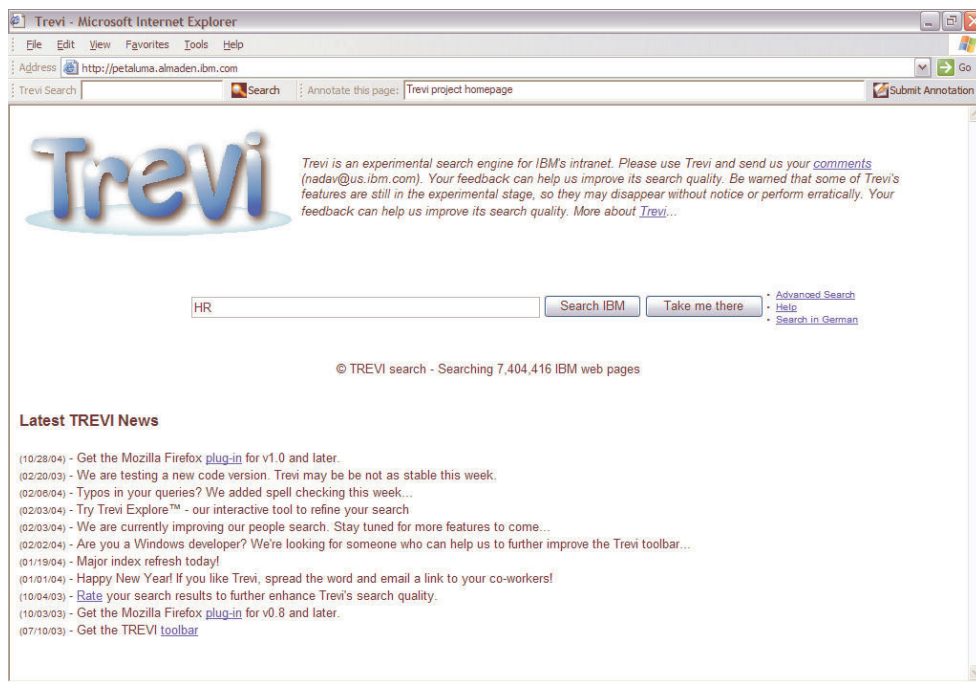 Trevi - Microsoft Internet Explorer
File Edit View Favorites Tools Help
Address http://petaluma.almaden.ibm.com Go
Trevi Search Search Annotate this page: Trevi project homepage Submit Annotation
Trevi
Trevi is an experimental search engine for IBM's intranet. Please use Trevi and send us your comments
(nadav@us.ibm.com). Your feedback can help us improve its search quality. Be warned that some of Trevi's
features are still in the experimental stage, so they may disappear without notice or perform erratically. Your
feedback can help us improve its search quality. More about Trevi...
HR Search IBM Take me there
• Advanced Search
• Help
• Search in German
© TREVI search - Searching 7,404,416 IBM web pages
Latest TREVI News
(10/28/04) - Get the Mozilla Firefox plug-in for v1.0 and later.
(02/20/03) - We are testing a new code version. Trevi may be be not as stable this week.
(02/06/04) - Typos in your queries? We added spell checking this week...
(02/03/04) - Try Trevi Explore™ - our interactive tool to refine your search
(02/03/04) - We are currently improving our people search. Stay tuned for more features to come...
(02/02/04) - Are you a Windows developer? We're looking for someone who can help us to further improve the Trevi toolbar...
(01/19/04) - Major index refresh today!
(01/01/04) - Happy New Year! If you like Trevi, spread the word and email a link to your co-workers!
(10/04/03) - Rate your search results to further enhance Trevi's search quality.
(10/03/03) - Get the Mozilla Firefox plug-in for v0.8 and later.
(07/10/03) - Get the TREVI toolbar